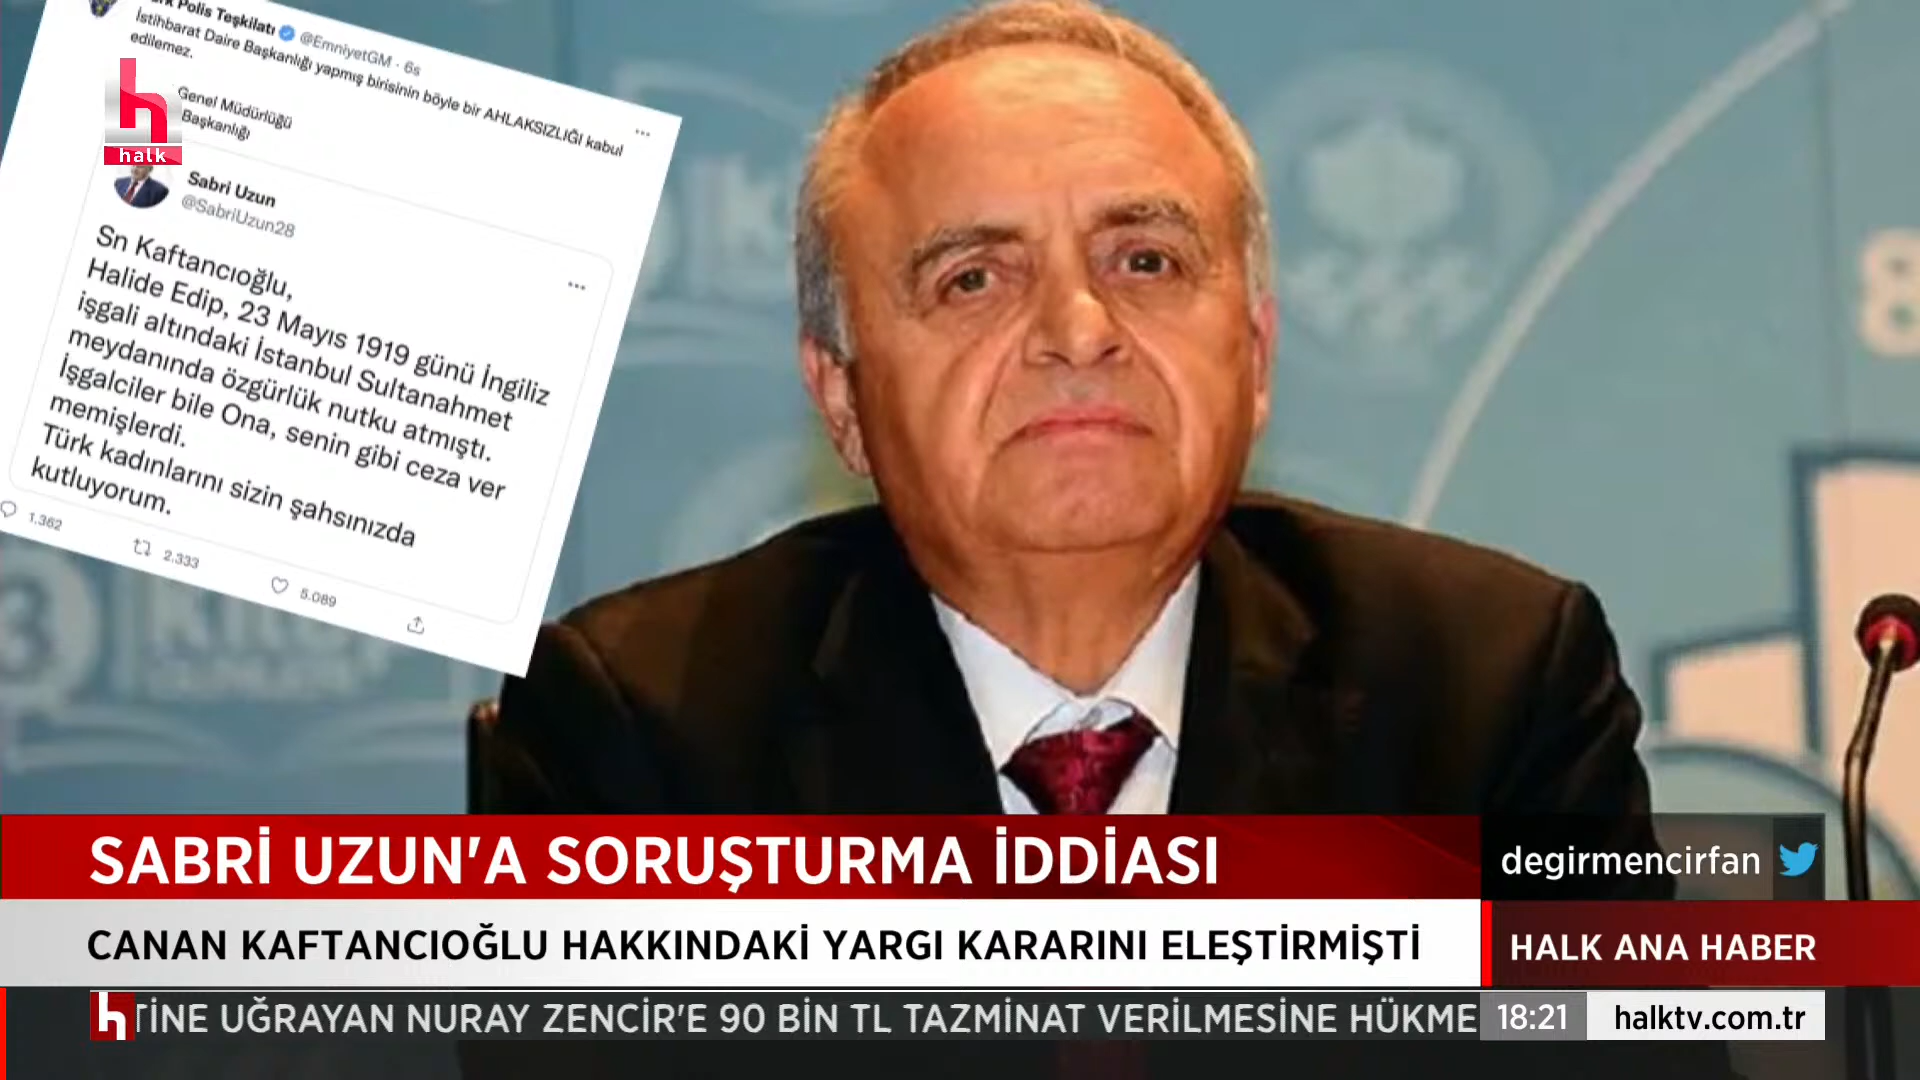 Polis Teşkilatı @EmniyetGM · 6s
İstihbarat Daire Başkanlığı yapmış birisinin böyle bir AHLAKSIZLIĞI kabul
edilemez.
Genel Müdürlüğü
Başkanlığı
h
halk
Sabri Uzun
@SabriUzun28
Sn Kaftancıoğlu,
Halide Edip, 23 Mayıs 1919 günü İngiliz
işgali altındaki İstanbul Sultanahmet
meydanında özgürlük nutku atmıştı.
İşgalciler bile Ona, senin gibi ceza ver
memişlerdi.
Türk kadınlarını sizin şahsınızda
kutluyorum.
1.362
2.333
5.089
8
3
SABRİ UZUN'A SORUŞTURMA İDDİASI
degirmencirfan
CANAN KAFTANCIOĞLU HAKKINDAKİ YARGI KARARINI ELEŞTİRMİŞTİ
HALK ANA HABER
h
TİNE UĞRAYAN NURAY ZENCİR'E 90 BİN TL TAZMİNAT VERİLMESİNE HÜKME
18:21
halktv.com.tr